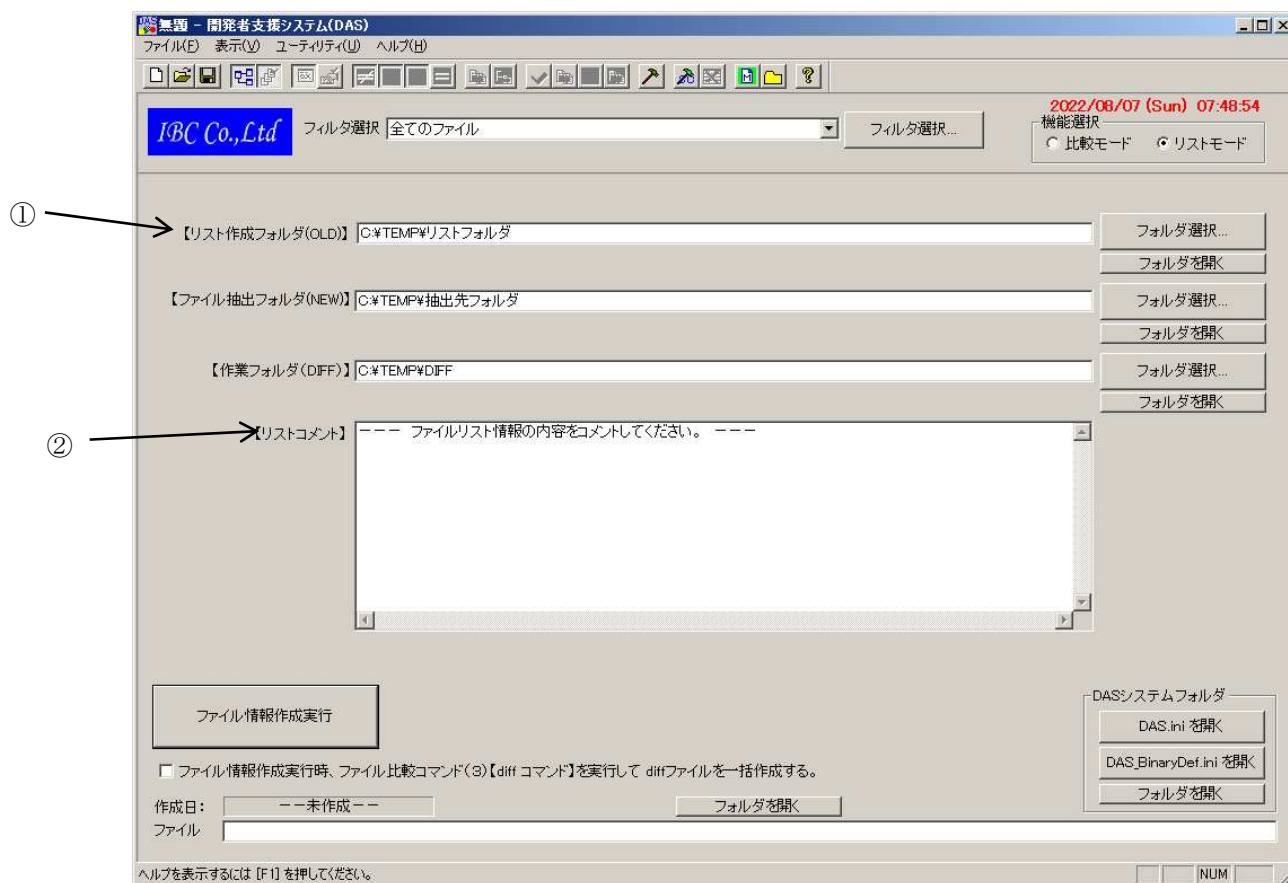 無題 - 開発者支援システム(DAS)
ファイル(F) 表示(V) ユーティリティ(U) ヘルプ(H)
2022/08/07 (Sun) 07:48:54
IBC Co.,Ltd
フィルタ選択 全てのファイル フィルタ選択...
機能選択
比較モード リストモード
①
【リスト作成フォルダ(OLD)】 C:¥TEMP¥リストフォルダ フォルダ選択...
フォルダを開く
【ファイル抽出フォルダ(NEW)】 C:¥TEMP¥抽出先フォルダ フォルダ選択...
フォルダを開く
【作業フォルダ(DIFF)】 C:¥TEMP¥DIFF フォルダ選択...
フォルダを開く
②
【リストコメント】 ーーー ファイルリスト情報の内容をコメントしてください。 ーーー
ファイル情報作成実行
DASシステムフォルダ
DAS.ini を開く
DAS_BinaryDef.ini を開く
フォルダを開く
ファイル情報作成実行時、ファイル比較コマンド(3)【diff コマンド】を実行して diffファイルを一括作成する。
作成日: ーー未作成ーー フォルダを開く
ファイル
ヘルプを表示するには [F1] を押してください。 NUM